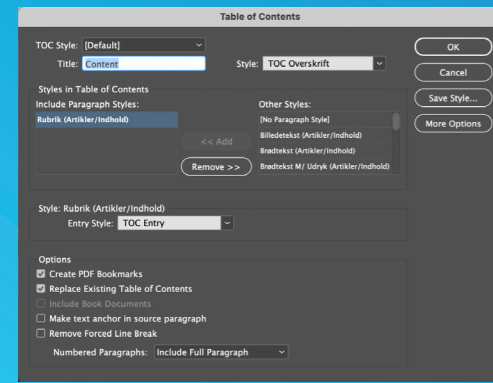 Table of Contents
TOC Style: [Default]
Title: Content Style: TOC Overskrift
OK
Cancel
Save Style...
More Options
Styles in Table of Contents
Include Paragraph Styles: Other Styles:
Rubrik (Artikler/Indhold)
<< Add
Remove >>
[No Paragraph Style]
Billedetekst (Artikler/Indhold)
Brødtekst (Artikler/Indhold)
Brødtekst M/ Udryk (Artikler/Indhold)
Style: Rubrik (Artikler/Indhold)
Entry Style: TOC Entry
Options
Create PDF Bookmarks
Replace Existing Table of Contents
Include Book Documents
Make text anchor in source paragraph
Remove Forced Line Break
Numbered Paragraphs: Include Full Paragraph